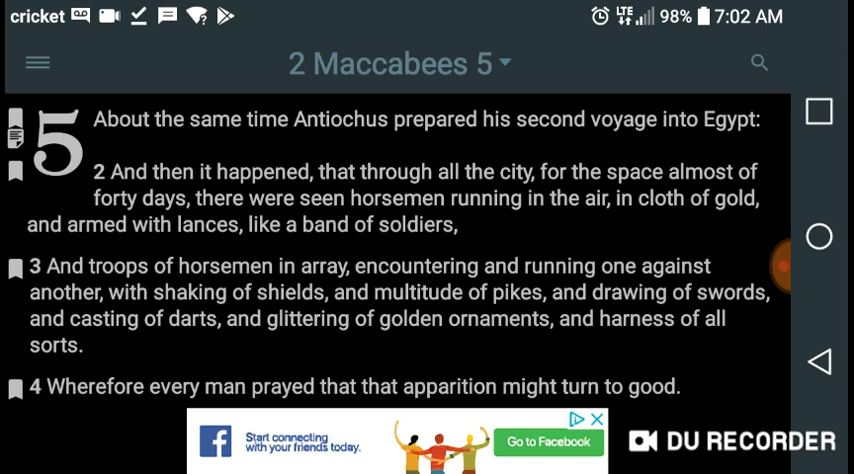 cricket 98% 7:02 AM
LTE
2 Maccabees 5
5 About the same time Antiochus prepared his second voyage into Egypt:
2 And then it happened, that through all the city, for the space almost of
forty days, there were seen horsemen running in the air, in cloth of gold,
and armed with lances, like a band of soldiers,
3 And troops of horsemen in array, encountering and running one against
another, with shaking of shields, and multitude of pikes, and drawing of swords,
and casting of darts, and glittering of golden ornaments, and harness of all
sorts.
4 Wherefore every man prayed that that apparition might turn to good.
Start connecting
with your friends today.
Go to Facebook
DU RECORDER